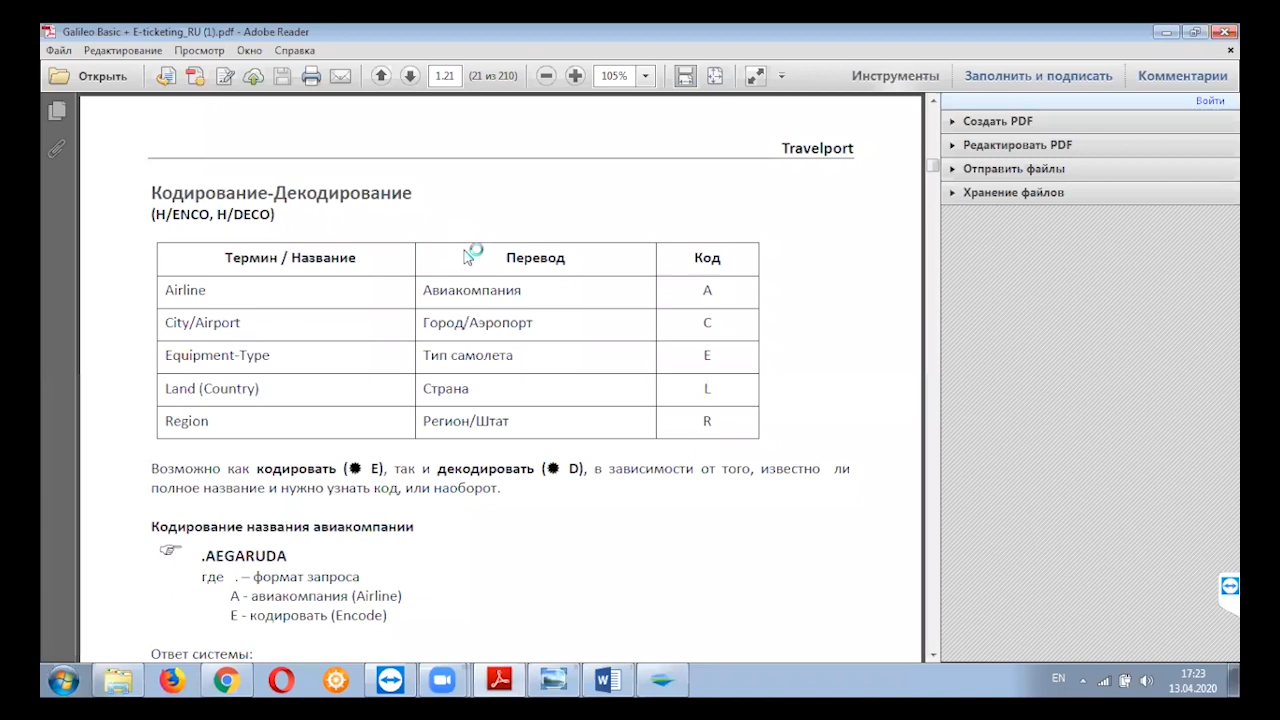 Galileo Basic + E-ticketing_RU (1).pdf - Adobe Reader
Файл Редактирование Просмотр Окно Справка
Открыть 1.21 (21 из 210) 105% Инструменты Заполнить и подписать Комментарии
Войти
Создать PDF
Редактировать PDF
Отправить файлы
Хранение файлов
Travelport
Кодирование-Декодирование
(H/ENCO, H/DECO)
Термин / Название Перевод Код
Airline Авиакомпания A
City/Airport Город/Аэропорт C
Equipment-Type Тип самолета E
Land (Country) Страна L
Region Регион/Штат R
Возможно как кодировать (✹ E), так и декодировать (✹ D), в зависимости от того, известно ли
полное название и нужно узнать код, или наоборот.
Кодирование названия авиакомпании
.AEGARUDA
где . – формат запроса
A - авиакомпания (Airline)
E - кодировать (Encode)
Ответ системы:
EN 17:23
13.04.2020